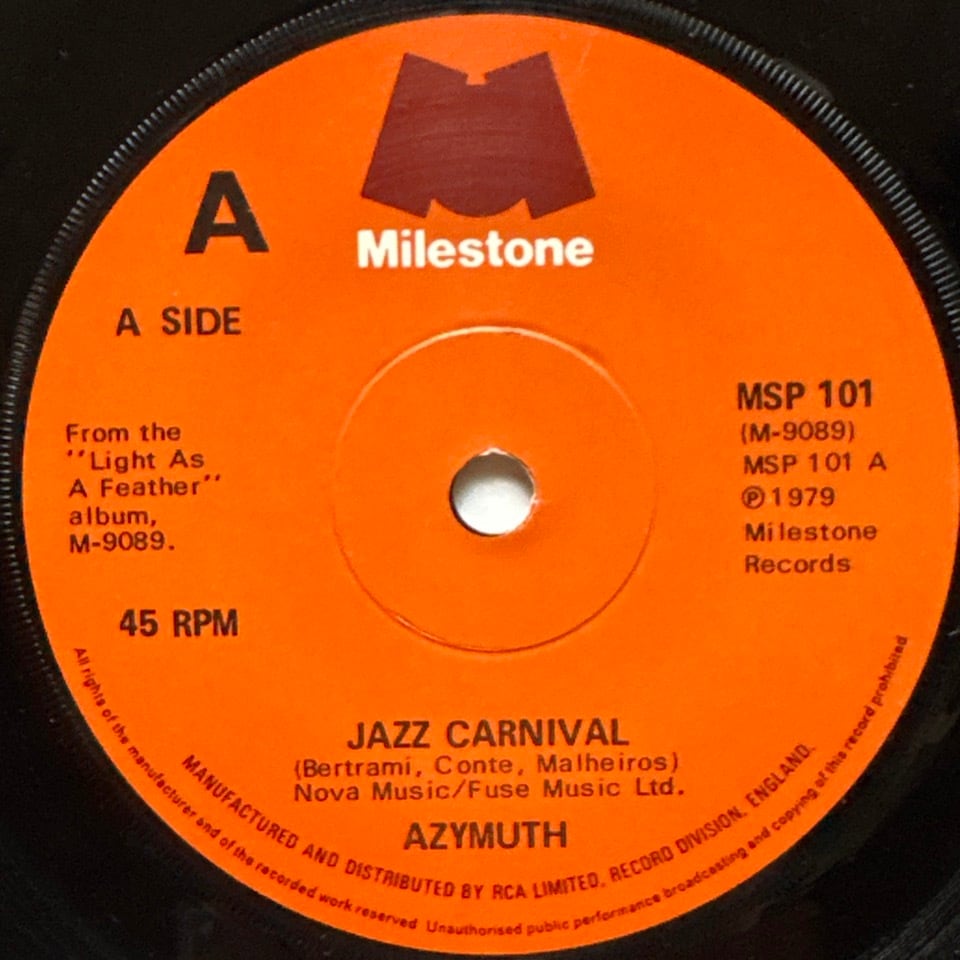 Milestone
A
A SIDE
From the
"Light As
A Feather"
album,
M-9089.
45 RPM
MSP 101
(M-9089)
MSP 101 A
℗1979
Milestone
Records
JAZZ CARNIVAL
(Bertrami, Conte, Malheiros)
Nova Music/Fuse Music Ltd.
AZYMUTH
MANUFACTURED AND DISTRIBUTED BY RCA LIMITED, RECORD DIVISION, ENGLAND.
All rights of the manufacturer and of the recorded work reserved Unauthorised public performance broadcasting and copying of this record prohibited